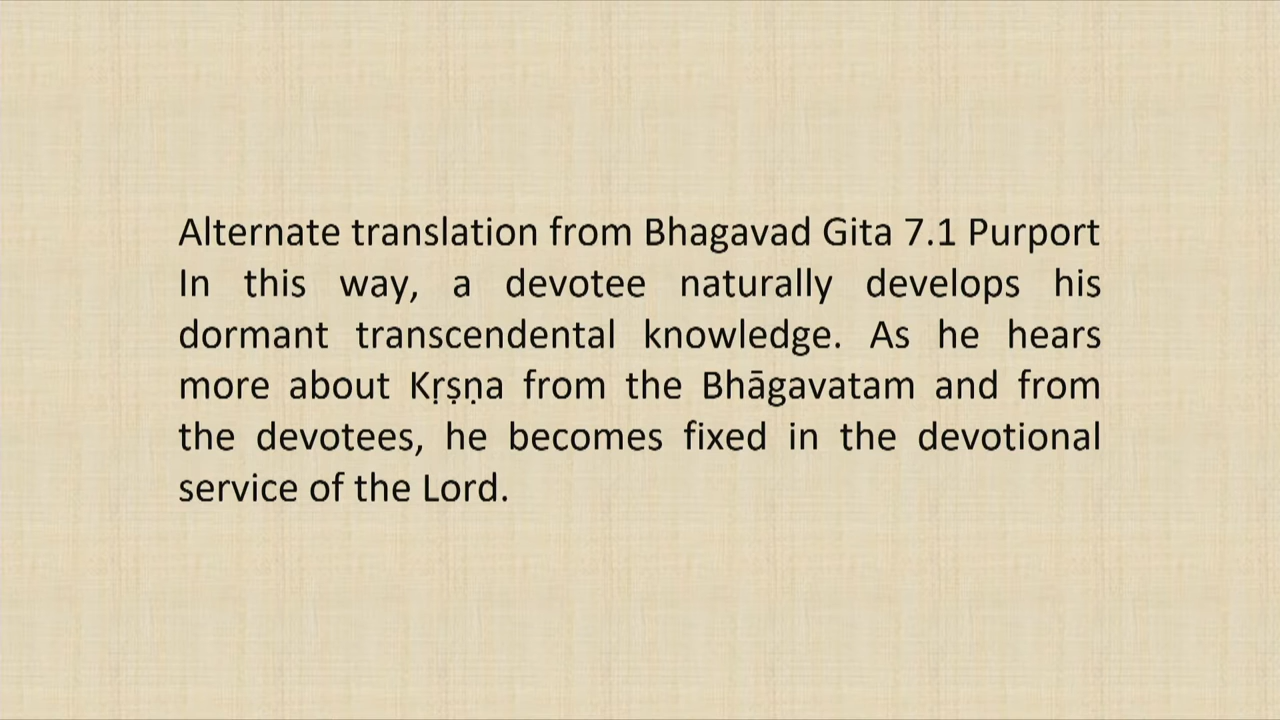 Alternate translation from Bhagavad Gita 7.1 Purport
In this way, a devotee naturally develops his
dormant transcendental knowledge. As he hears
more about Kṛṣṇa from the Bhāgavatam and from
the devotees, he becomes fixed in the devotional
service of the Lord.